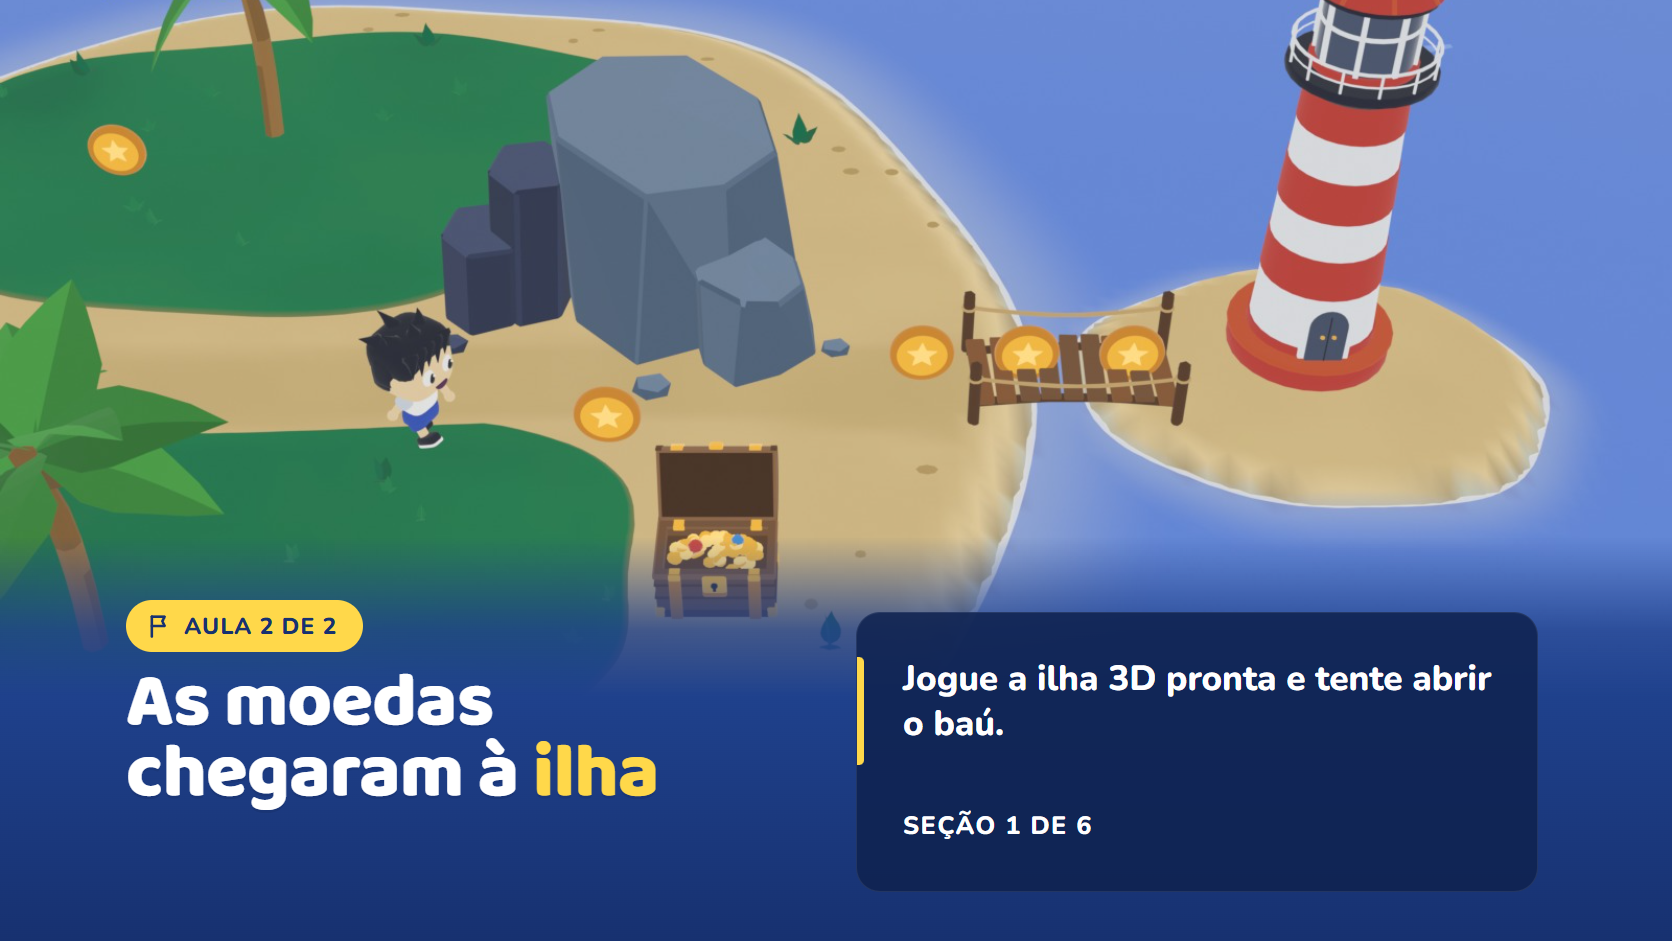 AULA 2 DE 2
As moedas
chegaram à ilha
Jogue a ilha 3D pronta e tente abrir
o baú.
SEÇÃO 1 DE 6